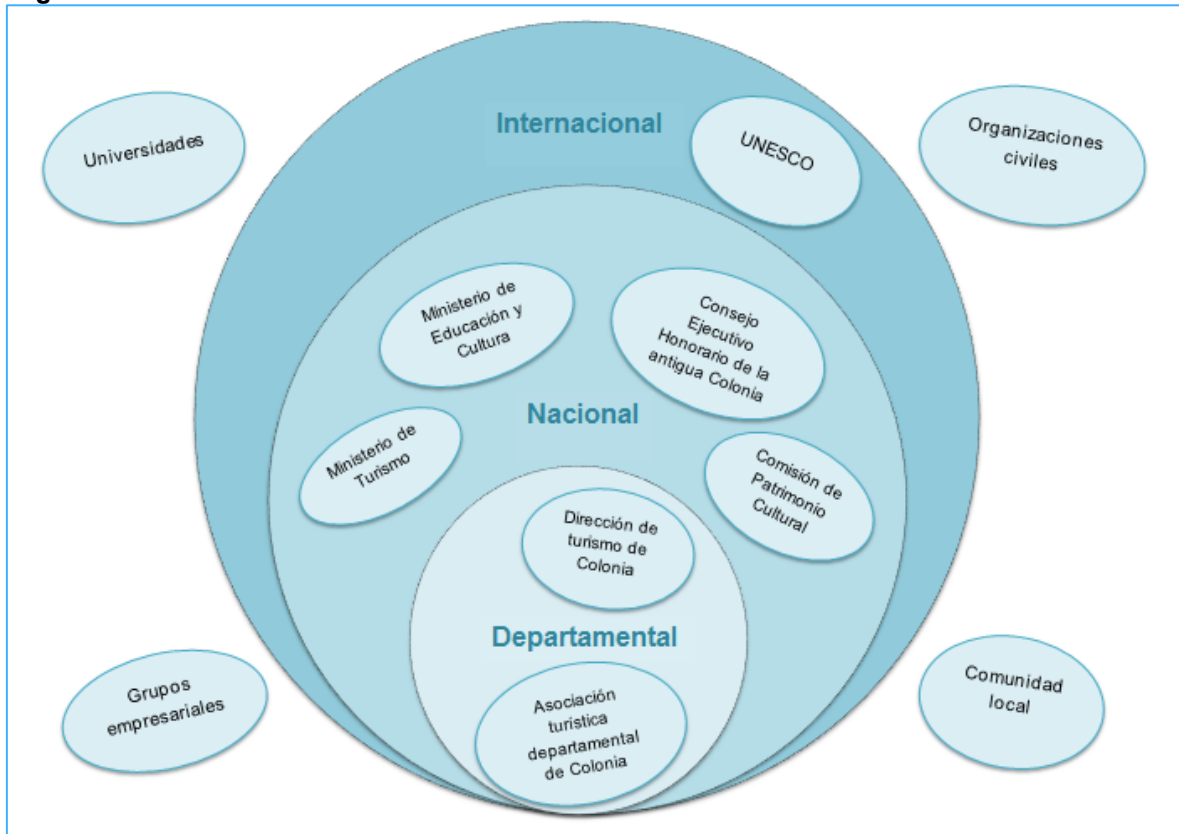 Internacional
Universidades
UNESCO
Organizaciones
civiles
Ministerio de
Educación y
Cultura
Consejo
Ejecutivo
Honorario de la
antigua Colonia
Nacional
Ministerio de
Turismo
Comisión de
Patrimonio
Cultural
Dirección de
turismo de
Colonia
Departamental
Grupos
empresariales
Asociación
turística
departamental
de Colonia
Comunidad
local